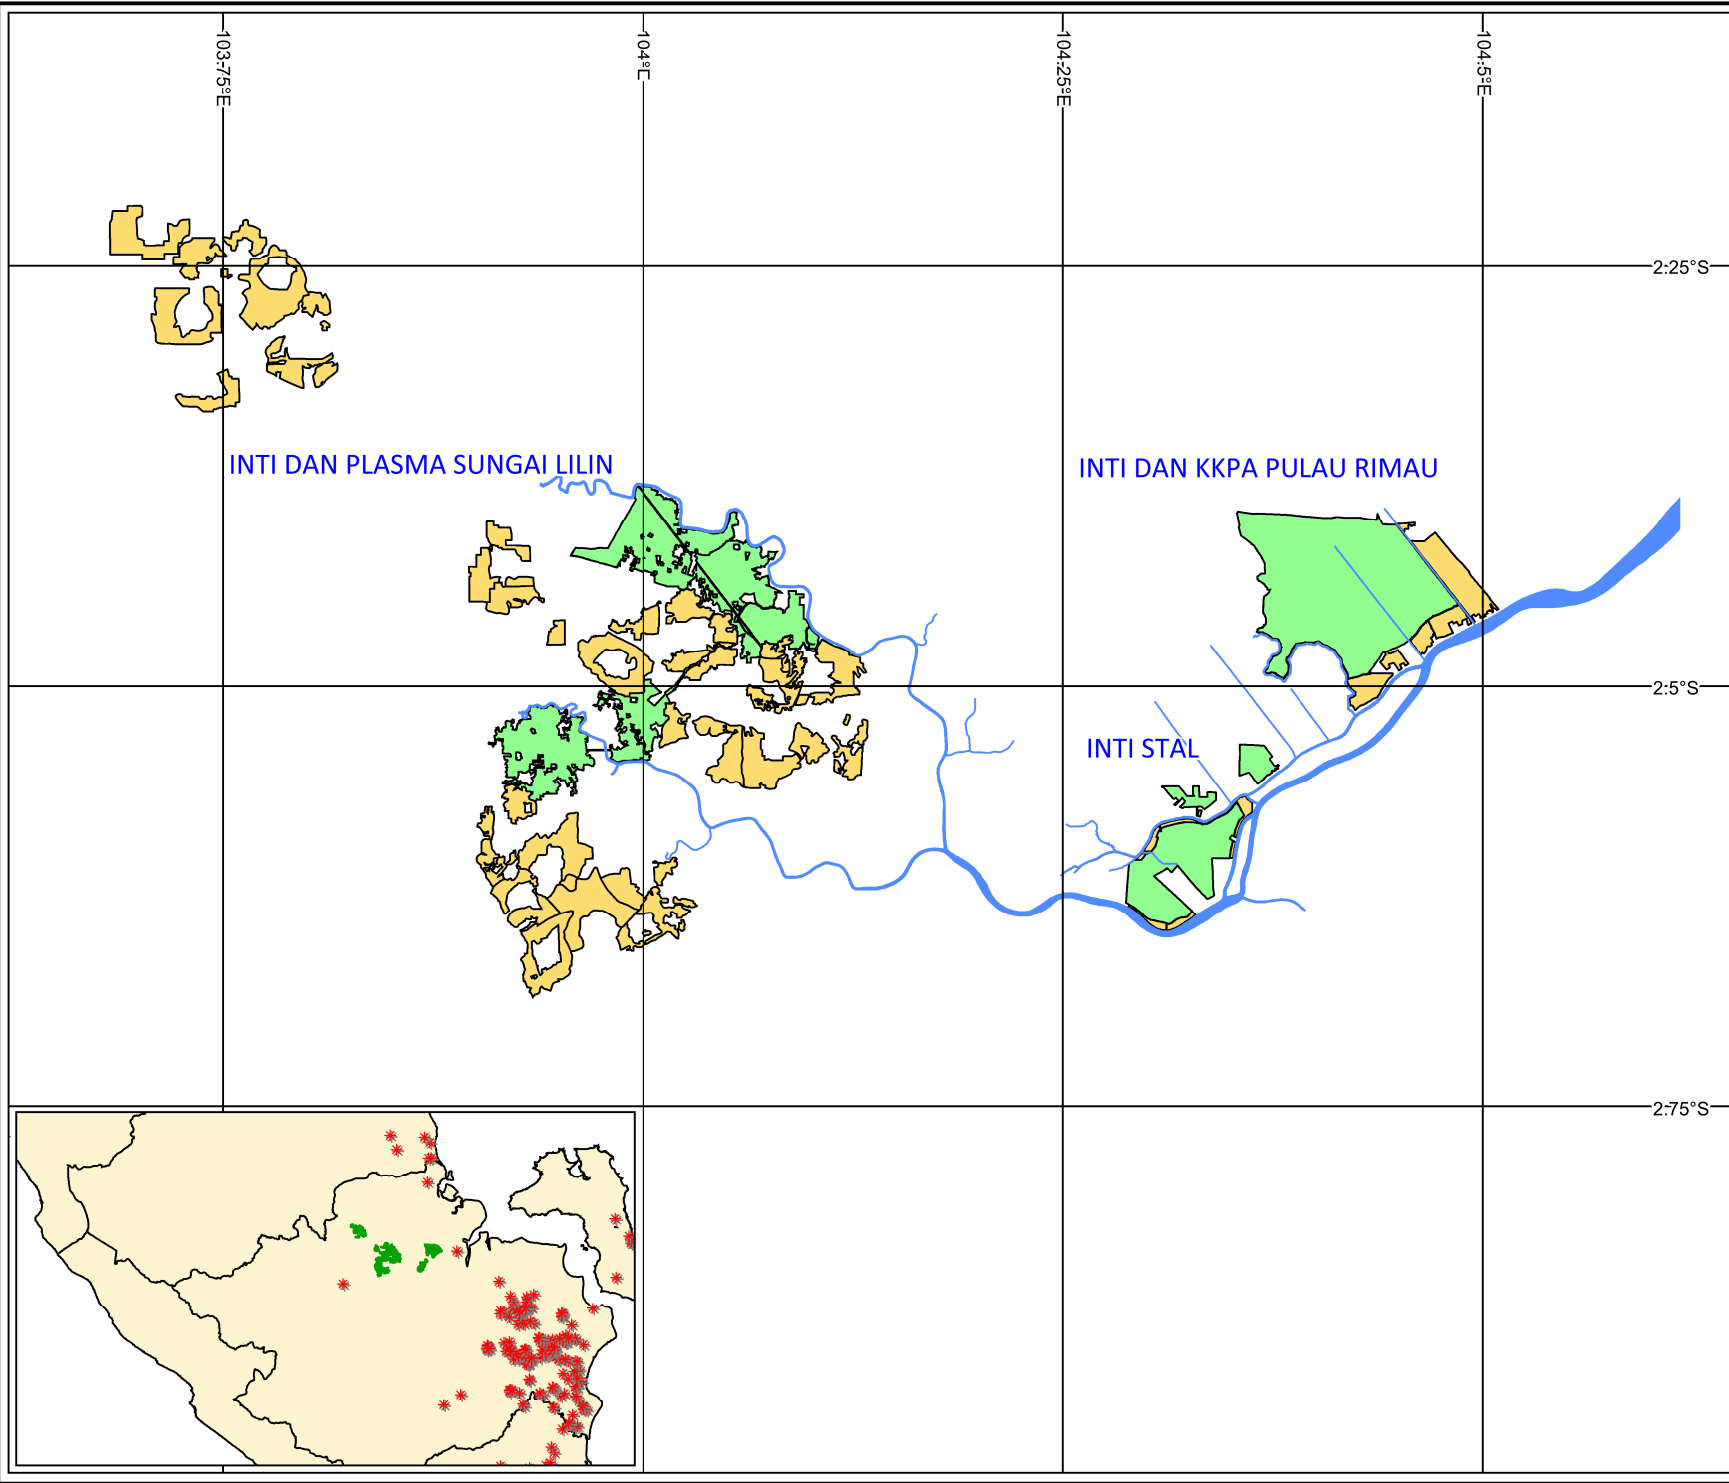 103.75°E
104°E
104.25°E
104.5°E
2.25°S
INTI DAN PLASMA SUNGAI LILIN
INTI DAN KKPA PULAU RIMAU
2.5°S
INTI STAL
2.75°S